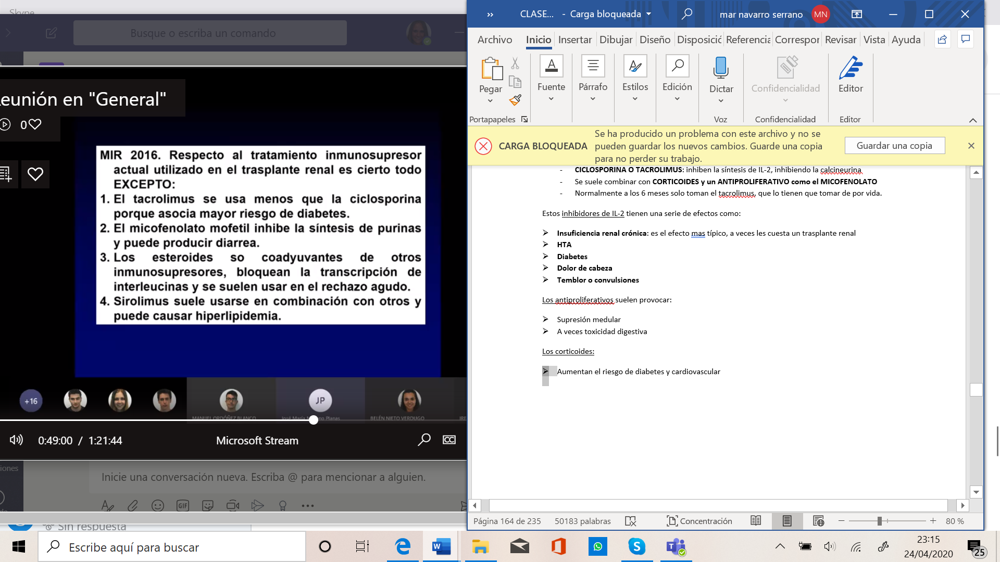 Skype
Busque o escriba un comando
eunión en "General"
0
MIR 2016. Respecto al tratamiento inmunosupresor
actual utilizado en el trasplante renal es cierto todo
EXCEPTO:
1. El tacrolimus se usa menos que la ciclosporina
porque asocia mayor riesgo de diabetes.
2. El micofenolato mofetil inhibe la síntesis de purinas
y puede producir diarrea.
3. Los esteroides so coadyuvantes de otros
inmunosupresores, bloquean la transcripción de
interleucinas y se suelen usar en el rechazo agudo.
4. Sirolimus suele usarse en combinación con otros y
puede causar hiperlipidemia.
+16
JP
MANUEL ORDÓÑEZ BLANCO
José María Moreno Planas
BELÉN NIETO VERDUGO
IRE
0:49:00 / 1:21:44
Microsoft Stream
CC
iones
Inicie una conversación nueva. Escriba @ para mencionar a alguien.
GIF
Sin respuesta
CLASE... - Carga bloqueada
mar navarro serrano
MN
Archivo Inicio Insertar Dibujar Diseño Disposició Referencia Correspor Revisar Vista Ayuda
Pegar
Fuente
Párrafo
Estilos
Edición
Dictar
Confidencialidad
Editor
Portapapeles
Voz
Confidencialidad
Editor
CARGA BLOQUEADA
Se ha producido un problema con este archivo y no se
pueden guardar los nuevos cambios. Guarde una copia
para no perder su trabajo.
Guardar una copia
- CICLOSPORINA O TACROLIMUS: inhiben la síntesis de IL-2, inhibiendo la calcineurina
- Se suele combinar con CORTICOIDES y un ANTIPROLIFERATIVO como el MICOFENOLATO
- Normalmente a los 6 meses solo toman el tacrolimus, que lo tienen que tomar de por vida.
Estos inhibidores de IL-2 tienen una serie de efectos como:
➢ Insuficiencia renal crónica: es el efecto mas típico, a veces les cuesta un trasplante renal
➢ HTA
➢ Diabetes
➢ Dolor de cabeza
➢ Temblor o convulsiones
Los antiproliferativos suelen provocar:
➢ Supresión medular
➢ A veces toxicidad digestiva
Los corticoides:
➢ Aumentan el riesgo de diabetes y cardiovascular
Página 164 de 235
50183 palabras
Concentración
80 %
Escribe aquí para buscar
23:15
24/04/2020
25